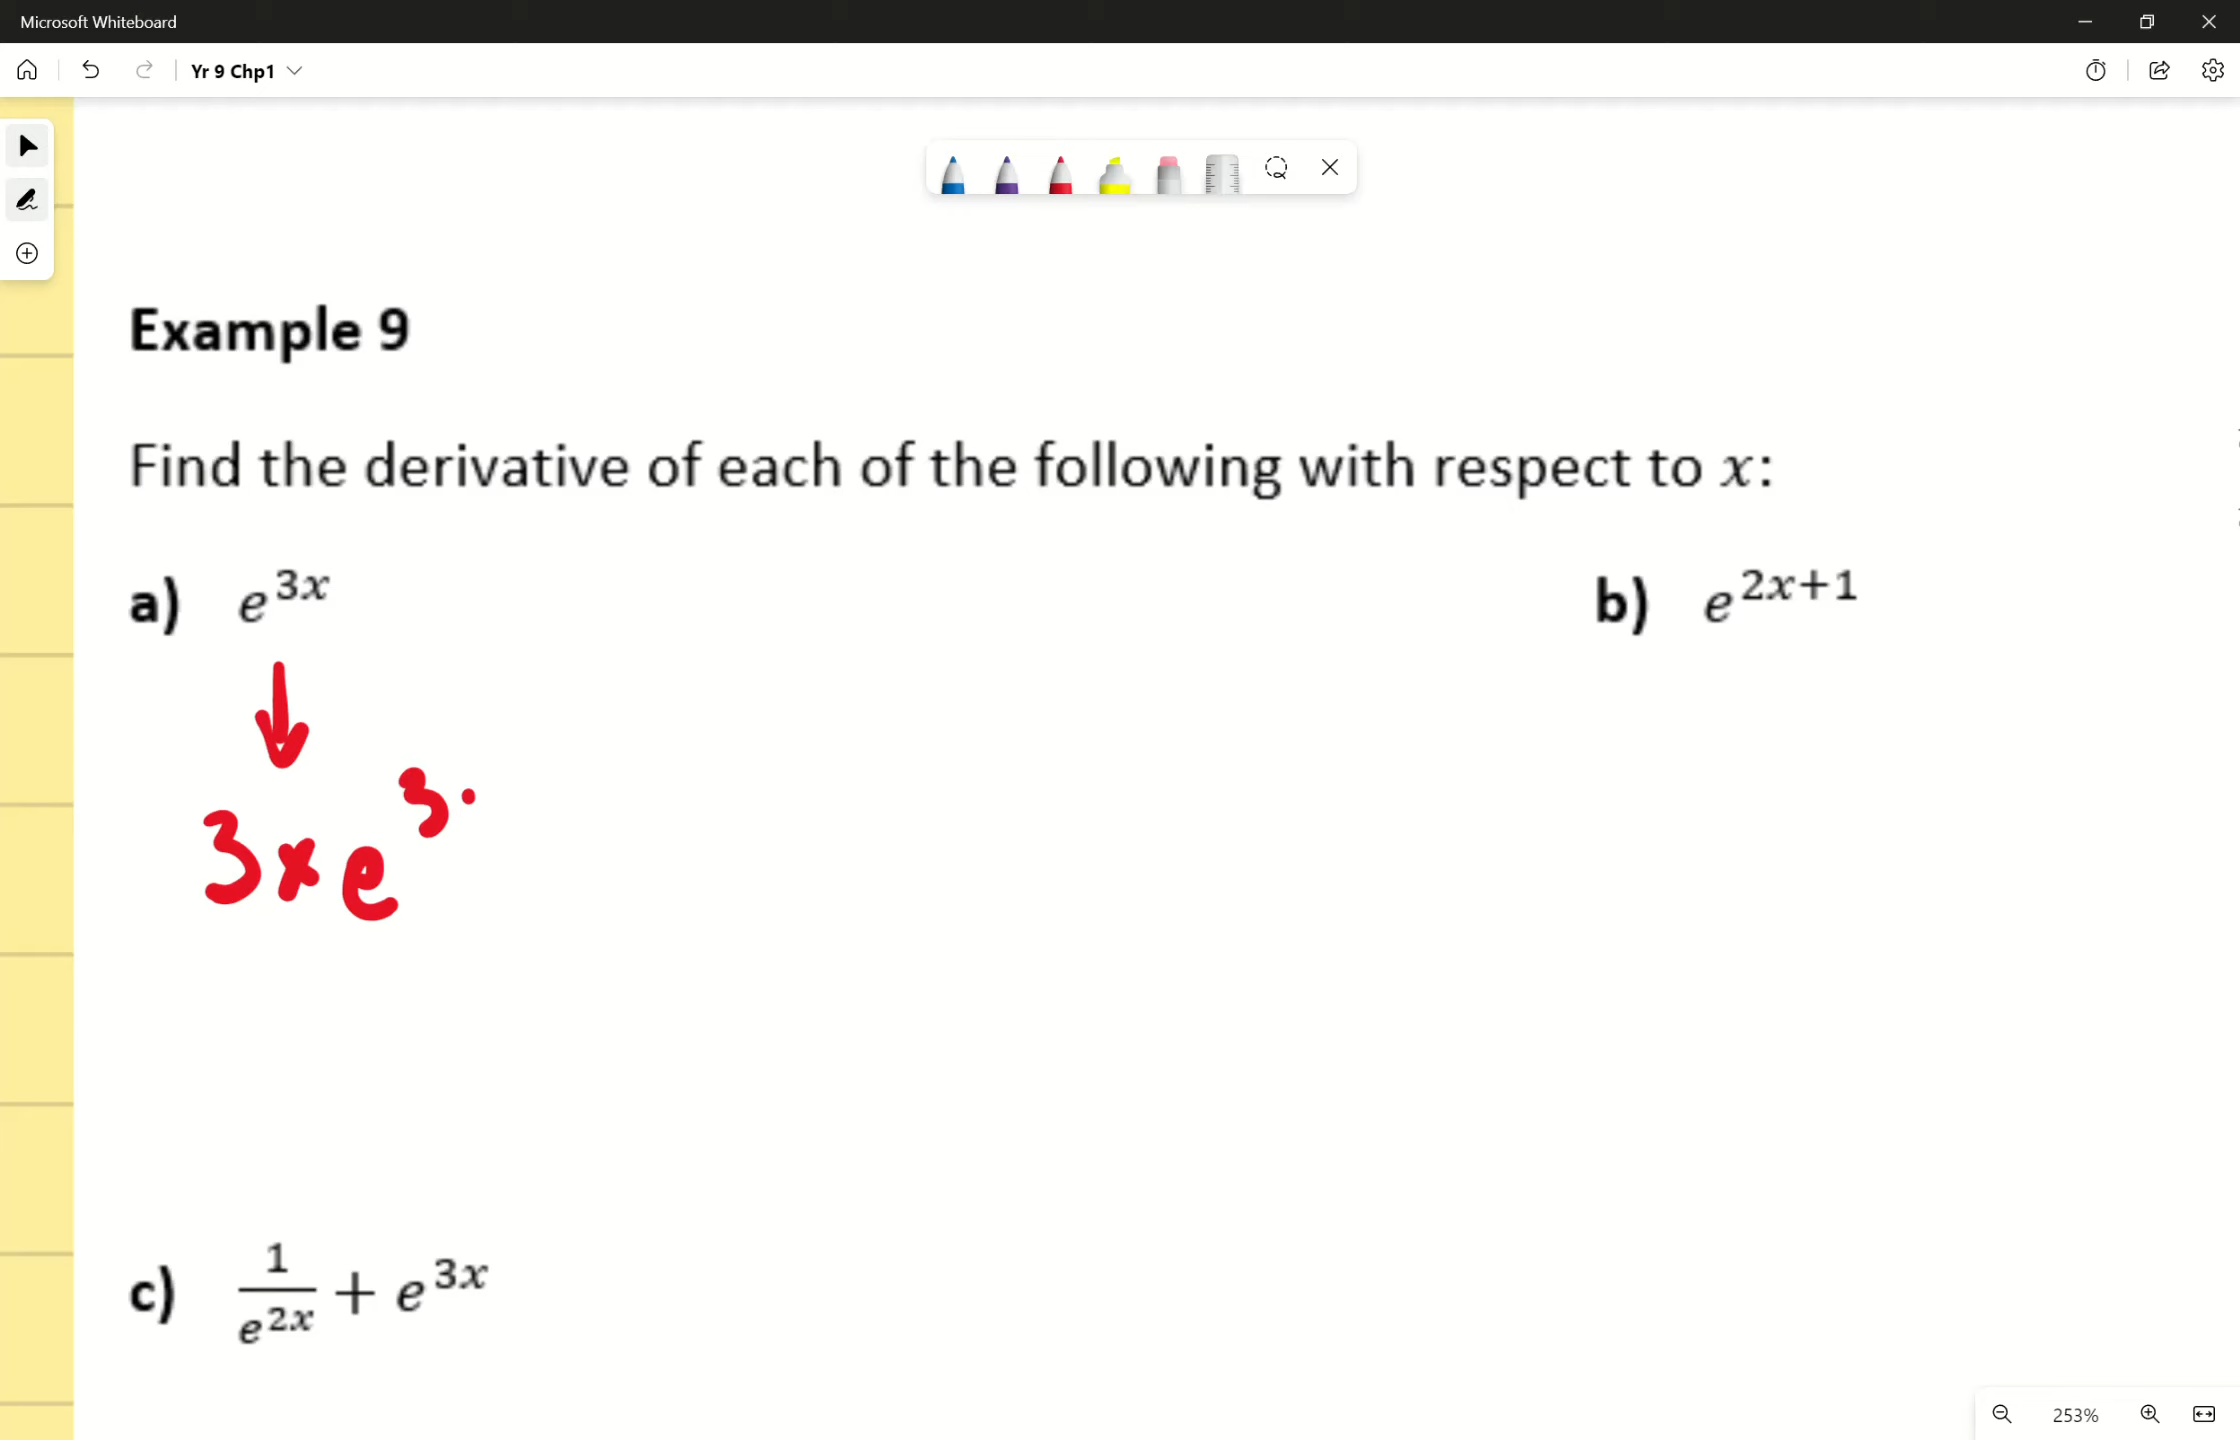 Microsoft Whiteboard
Yr 9 Chp1
Example 9
Find the derivative of each of the following with respect to x:
a) e^{3x}
b) e^{2x+1}
3 x e^{3.}
c) \frac{1}{e^{2x}} + e^{3x}
253%